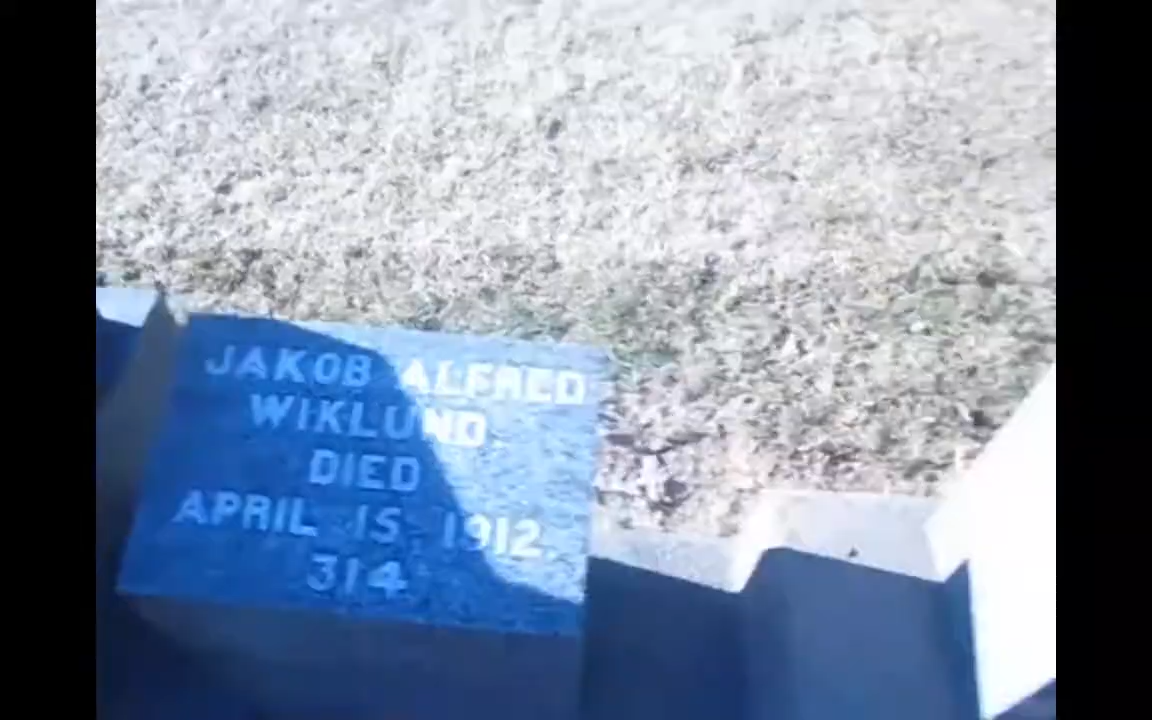 JAKOB ALFRED
WIKLUND
DIED
APRIL 15, 1912.
314